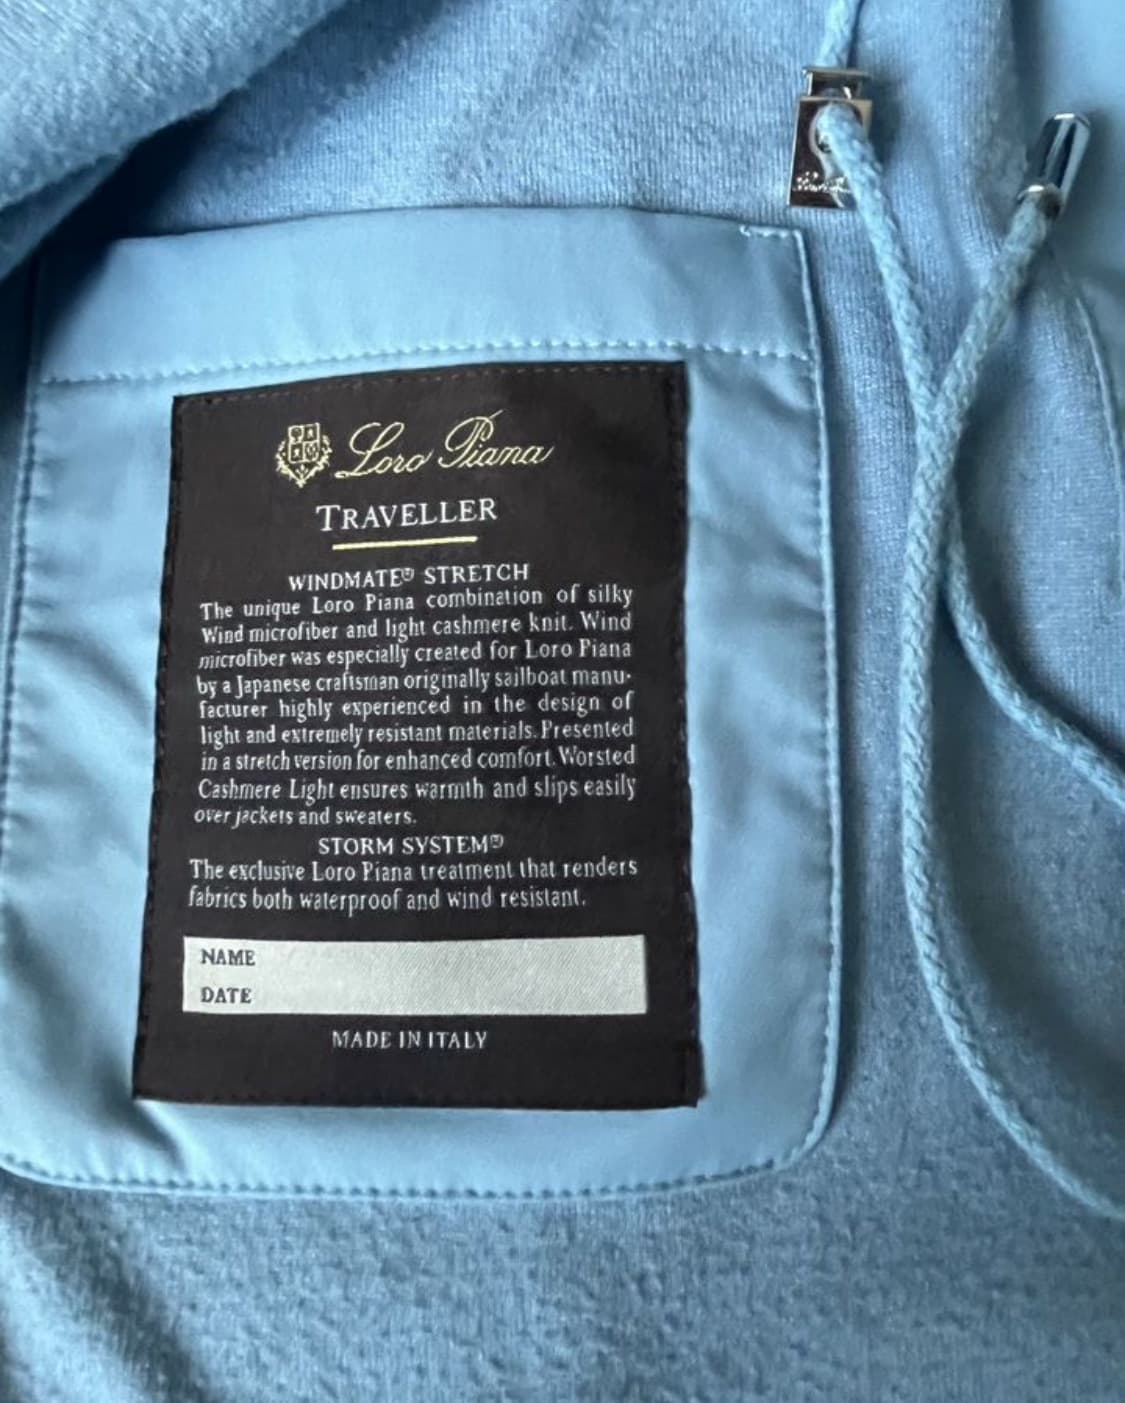 Loro Piana
TRAVELLER
WINDMATE® STRETCH
The unique Loro Piana combination of silky
Wind microfiber and light cashmere knit. Wind
microfiber was especially created for Loro Piana
by a Japanese craftsman originally sailboat manu-
facturer highly experienced in the design of
light and extremely resistant materials. Presented
in a stretch version for enhanced comfort. Worsted
Cashmere Light ensures warmth and slips easily
over jackets and sweaters.
STORM SYSTEM®
The exclusive Loro Piana treatment that renders
fabrics both waterproof and wind resistant.
NAME
DATE
MADE IN ITALY